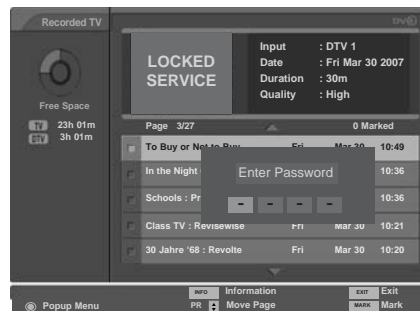 Recorded TV
LOCKED
SERVICE
Input : DTV 1
Date : Fri Mar 30 2007
Duration : 30m
Quality : High
Free Space
TV 23h 01m
DTV 3h 01m
Page 3/27 0 Marked
To Buy or Not to Buy Fri Mar 30 10:49
In the Night 10:36
Enter Password
Schools : Pr 10:36
- - - -
Class TV : Revisewise Fri Mar 30 10:21
30 Jahre '68 : Revolte Fri Mar 30 10:20
INFO Information EXIT Exit
Popup Menu PR Move Page MARK Mark